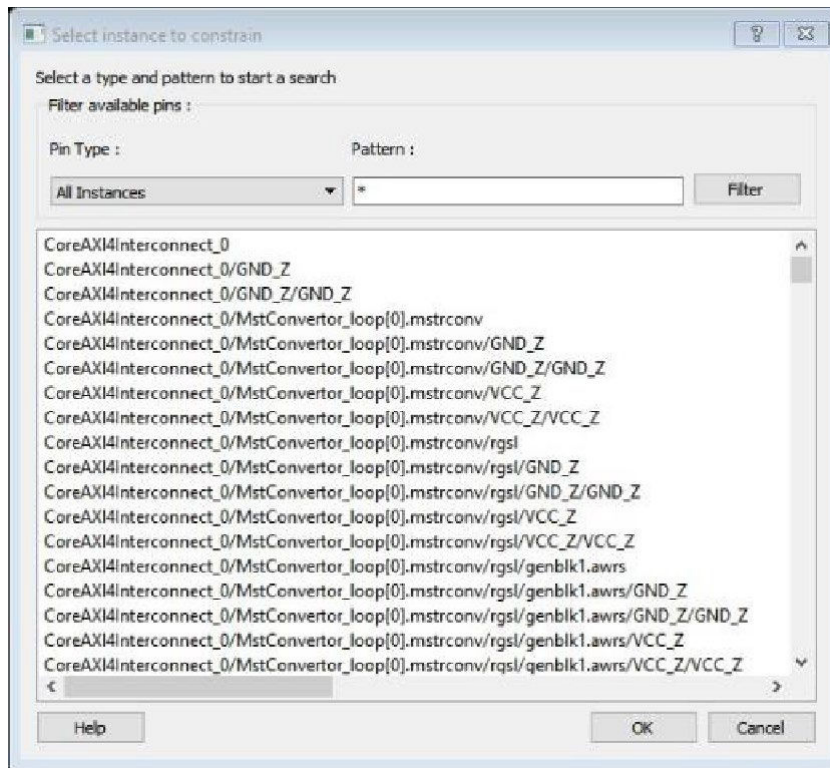 Select instance to constrain
Select a type and pattern to start a search
Filter available pins :
Pin Type : Pattern :
All Instances * Filter
CoreAXI4Interconnect_0
CoreAXI4Interconnect_0/GND_Z
CoreAXI4Interconnect_0/GND_Z/GND_Z
CoreAXI4Interconnect_0/MstConvertor_loop[0].mstrconv
CoreAXI4Interconnect_0/MstConvertor_loop[0].mstrconv/GND_Z
CoreAXI4Interconnect_0/MstConvertor_loop[0].mstrconv/GND_Z/GND_Z
CoreAXI4Interconnect_0/MstConvertor_loop[0].mstrconv/VCC_Z
CoreAXI4Interconnect_0/MstConvertor_loop[0].mstrconv/VCC_Z/VCC_Z
CoreAXI4Interconnect_0/MstConvertor_loop[0].mstrconv/rgsl
CoreAXI4Interconnect_0/MstConvertor_loop[0].mstrconv/rgsl/GND_Z
CoreAXI4Interconnect_0/MstConvertor_loop[0].mstrconv/rgsl/GND_Z/GND_Z
CoreAXI4Interconnect_0/MstConvertor_loop[0].mstrconv/rgsl/VCC_Z
CoreAXI4Interconnect_0/MstConvertor_loop[0].mstrconv/rgsl/VCC_Z/VCC_Z
CoreAXI4Interconnect_0/MstConvertor_loop[0].mstrconv/rgsl/genblk1.awrs
CoreAXI4Interconnect_0/MstConvertor_loop[0].mstrconv/rgsl/genblk1.awrs/GND_Z
CoreAXI4Interconnect_0/MstConvertor_loop[0].mstrconv/rgsl/genblk1.awrs/GND_Z/GND_Z
CoreAXI4Interconnect_0/MstConvertor_loop[0].mstrconv/rgsl/genblk1.awrs/VCC_Z
CoreAXI4Interconnect_0/MstConvertor_loop[0].mstrconv/rgsl/genblk1.awrs/VCC_Z/VCC_Z
Help OK Cancel